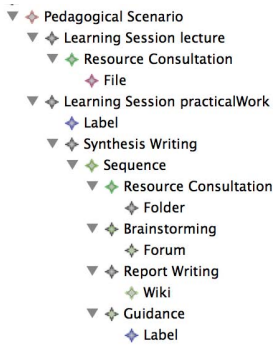 Pedagogical Scenario
Learning Session lecture
Resource Consultation
File
Learning Session practicalWork
Label
Synthesis Writing
Sequence
Resource Consultation
Folder
Brainstorming
Forum
Report Writing
Wiki
Guidance
Label